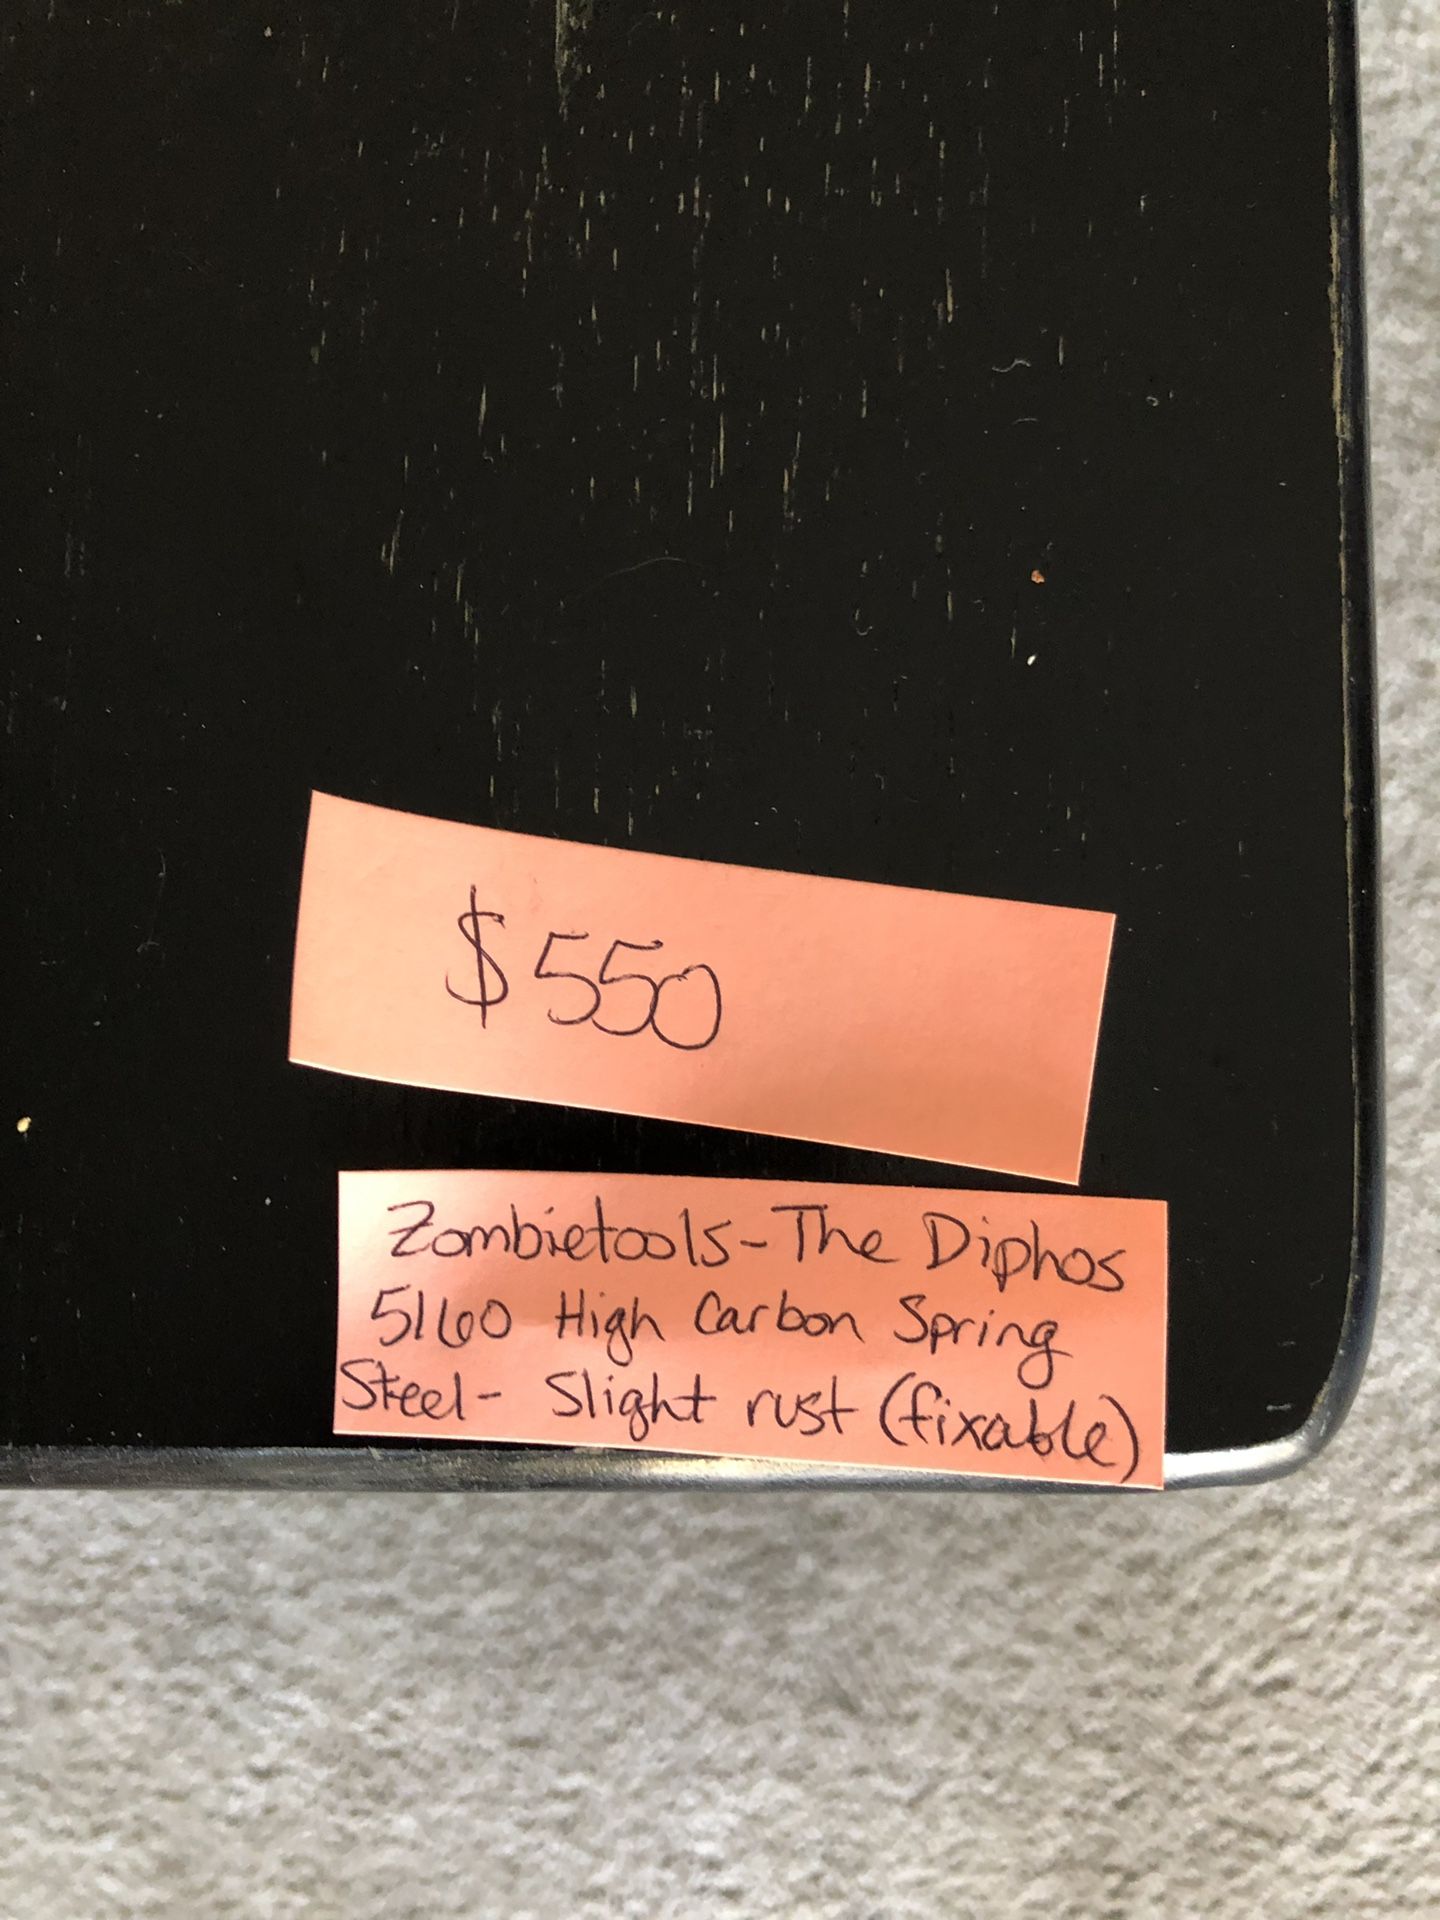 $550
Zombietools-The Diphos
5160 High Carbon Spring
Steel- Slight rust (fixable)